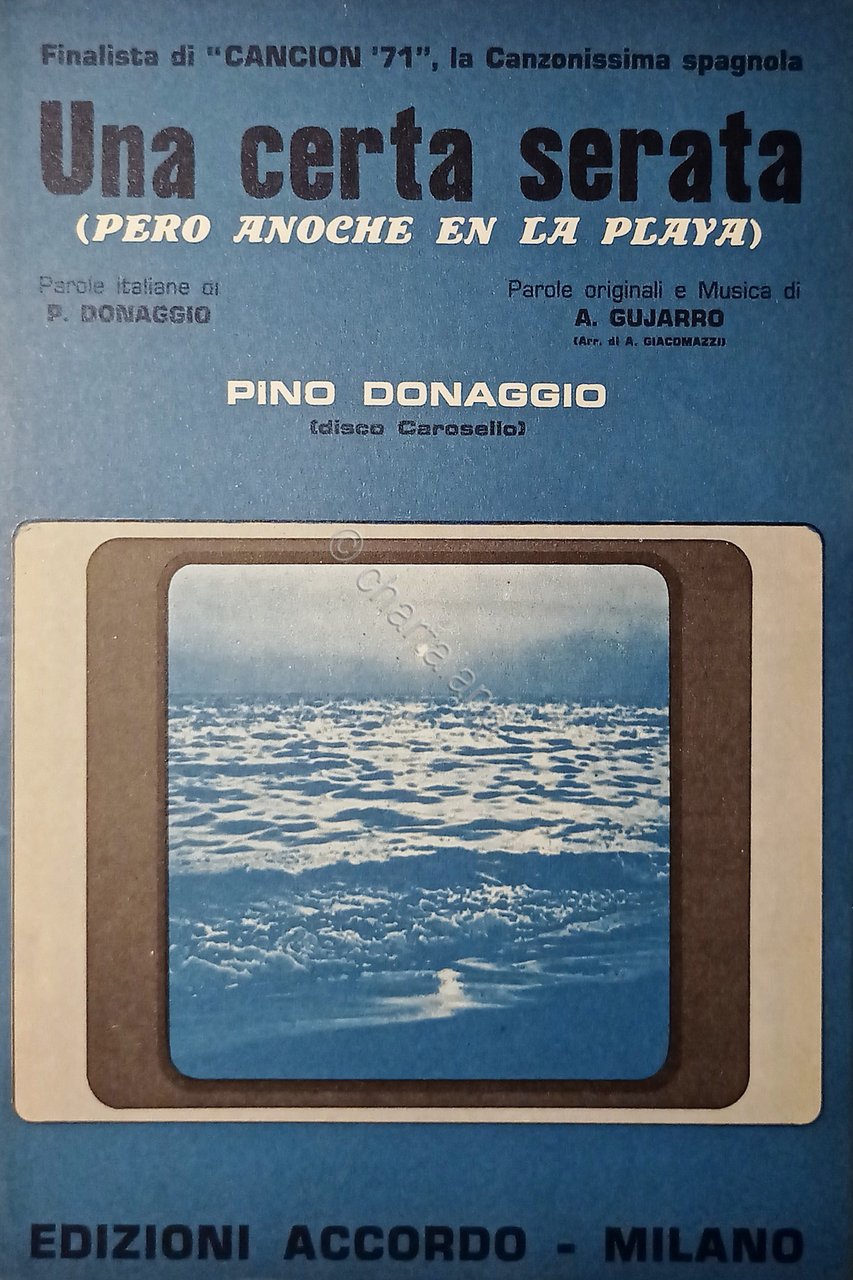 Finalista di "CANCION '71", la Canzonissima spagnola
Una certa serata
(PERO ANOCHE EN LA PLAYA)
Parole italiane di
P. DONAGGIO
Parole originali e Musica di
A. GUJARRO
(Arr. di A. GIACOMAZZI)
PINO DONAGGIO
(disco Carosello)
© charta
EDIZIONI ACCORDO - MILANO